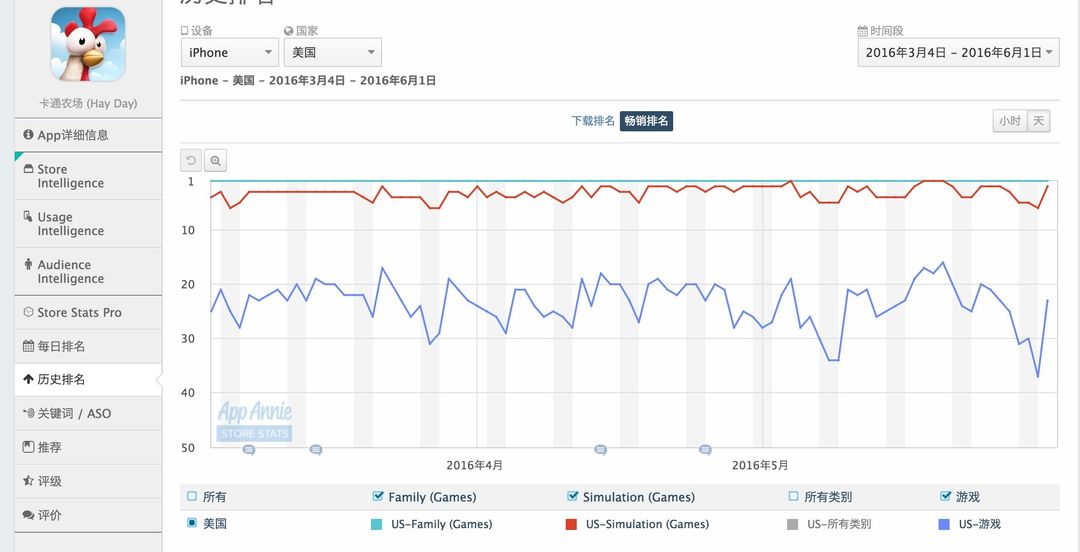 历史排名
卡通农场 (Hay Day)
App详细信息
Store
Intelligence
Usage
Intelligence
Audience
Intelligence
Store Stats Pro
每日排名
历史排名
关键词 / ASO
推荐
评级
评价
设备
国家
时间段
iPhone
美国
2016年3月4日 – 2016年6月1日
iPhone – 美国 – 2016年3月4日 – 2016年6月1日
下载排名 畅销排名
小时 天
1
10
20
30
40
50
App Annie
STORE STATS
2016年4月
2016年5月
所有
Family (Games)
Simulation (Games)
所有类别
游戏
美国
US-Family (Games)
US-Simulation (Games)
US-所有类别
US-游戏